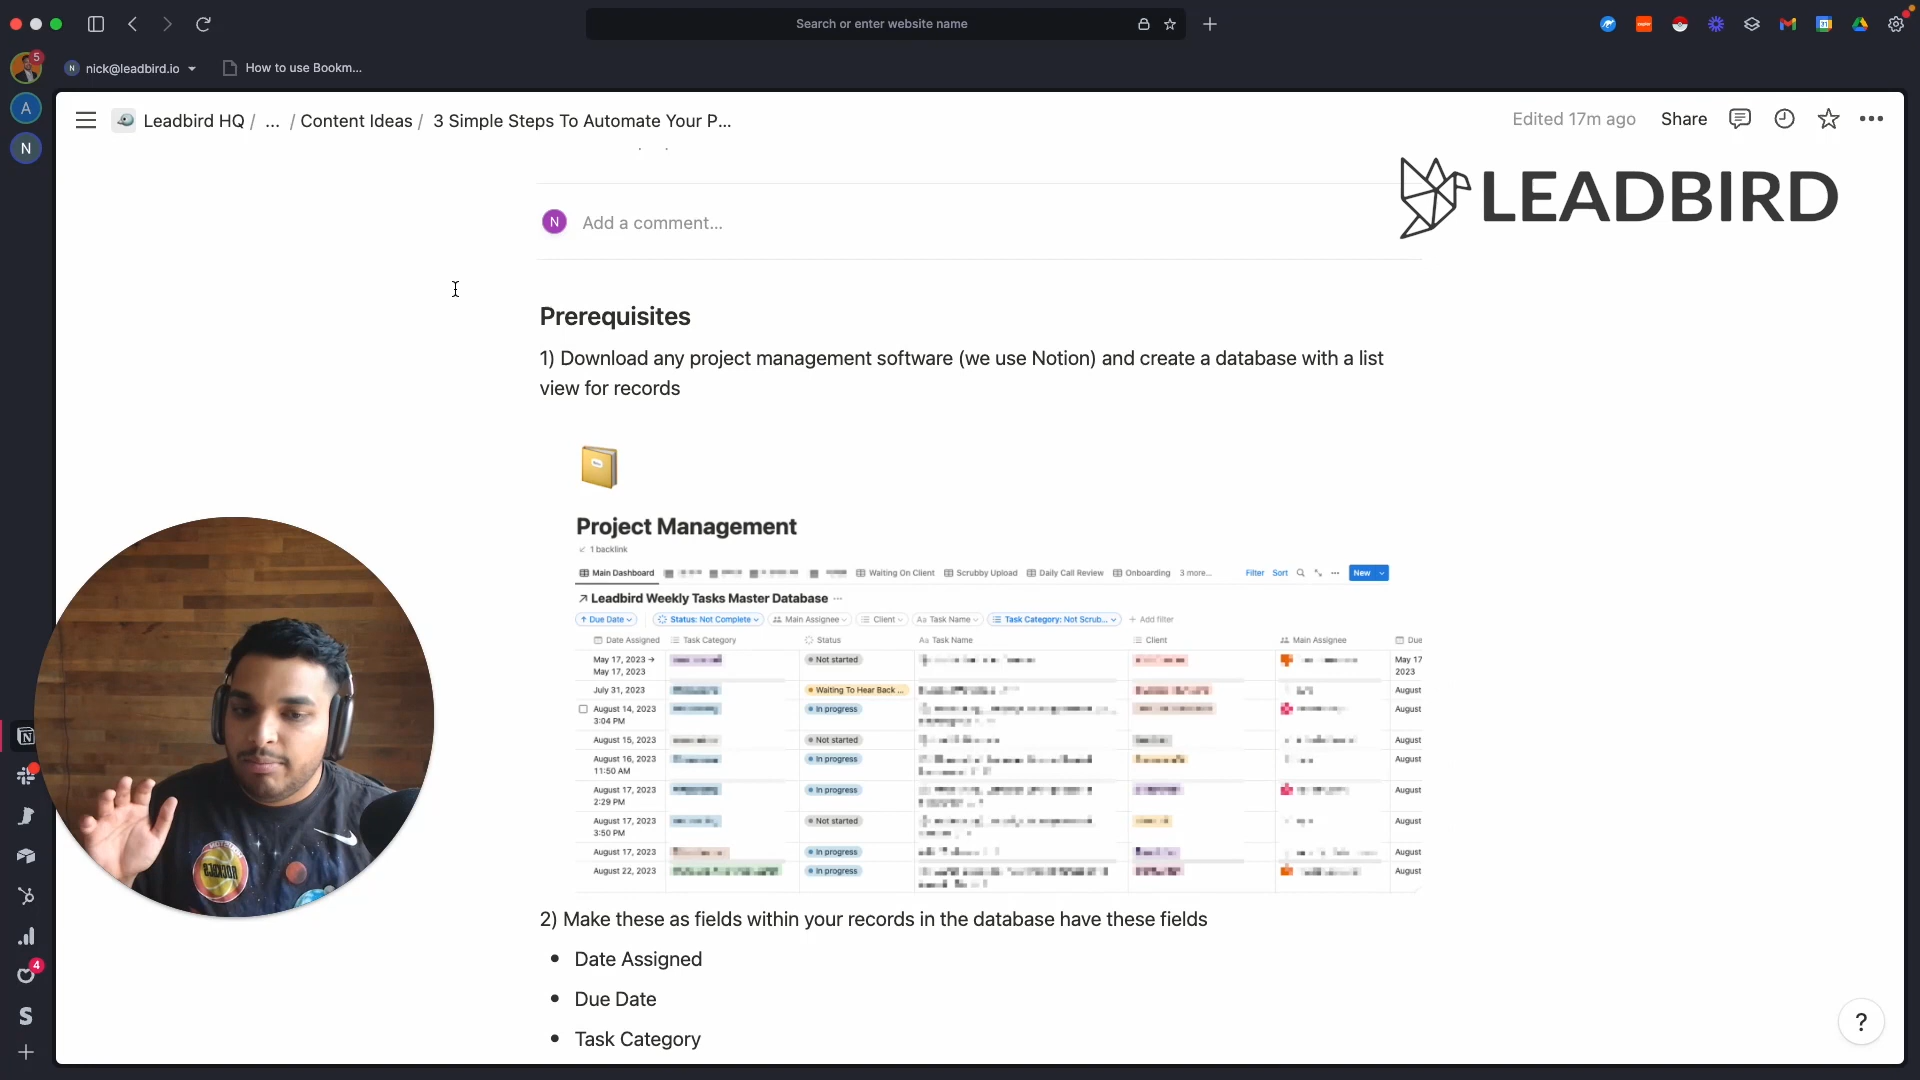 Search or enter website name
5
N nick@leadbird.io
How to use Bookm...
A
N
Leadbird HQ / ... / Content Ideas / 3 Simple Steps To Automate Your P...
Edited 17m ago
Share
LEADBIRD
N Add a comment...
Prerequisites
1) Download any project management software (we use Notion) and create a database with a list
view for records
Project Management
1 backlink
Main Dashboard
Waiting On Client
Scrubby Upload
Daily Call Review
Onboarding
3 more...
Filter
Sort
New
Leadbird Weekly Tasks Master Database
Due Date
Status: Not Complete
Main Assignee
Client
Aa Task Name
Task Category: Not Scrub...
+ Add filter
Date Assigned Task Category Status Aa Task Name Client Main Assignee Due
May 17, 2023 → Not started May 17
May 17, 2023 2023
July 31, 2023 Waiting To Hear Back ... August
August 14, 2023 In progress August
3:04 PM
August 15, 2023 Not started August
August 16, 2023 In progress August
11:50 AM
August 17, 2023 In progress August
2:29 PM
August 17, 2023 Not started August
3:50 PM
August 17, 2023 In progress August
August 22, 2023 In progress August
2) Make these as fields within your records in the database have these fields
• Date Assigned
• Due Date
• Task Category
4
S
?
ROCKETS